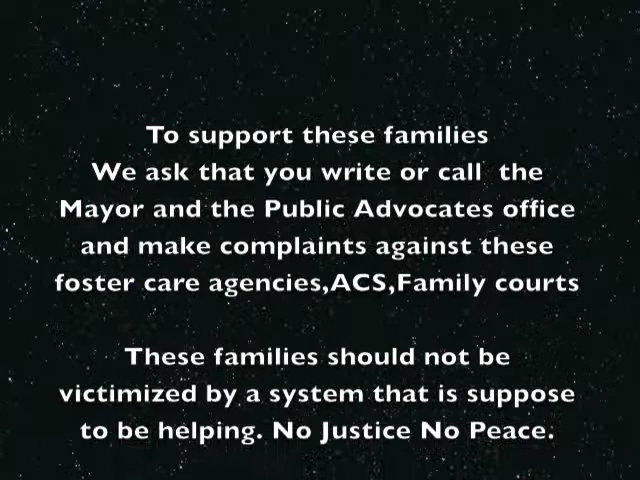 To support these families
We ask that you write or call the
Mayor and the Public Advocates office
and make complaints against these
foster care agencies,ACS,Family courts
These families should not be
victimized by a system that is suppose
to be helping. No Justice No Peace.